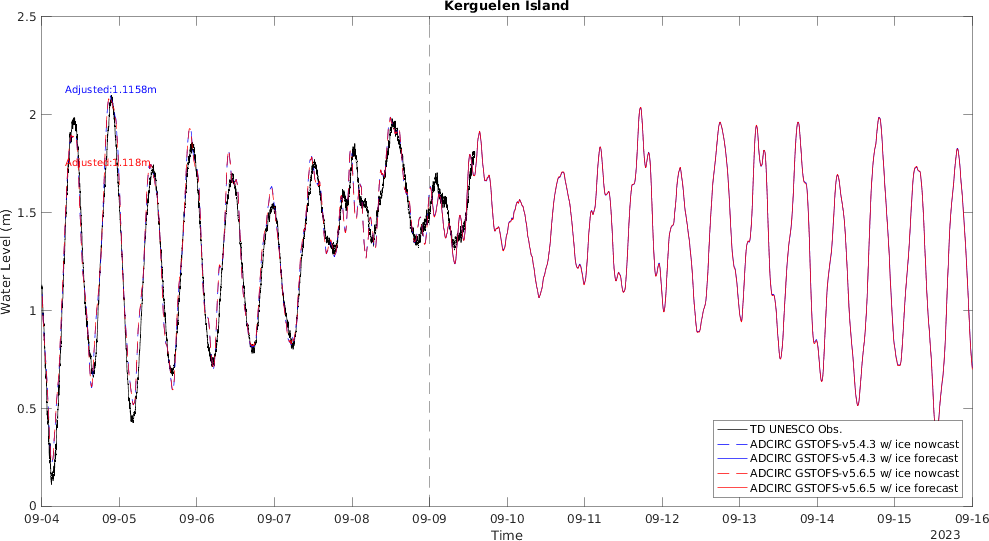 Kerguelen Island
2.5
2
1.5
1
0.5
0
Water Level (m)
Adjusted:1.1158m
Adjusted:1.118m
TD UNESCO Obs.
ADCIRC GSTOFS-v5.4.3 w/ ice nowcast
ADCIRC GSTOFS-v5.4.3 w/ ice forecast
ADCIRC GSTOFS-v5.6.5 w/ ice nowcast
ADCIRC GSTOFS-v5.6.5 w/ ice forecast
09-04 09-05 09-06 09-07 09-08 09-09 09-10 09-11 09-12 09-13 09-14 09-15 09-16
Time
2023